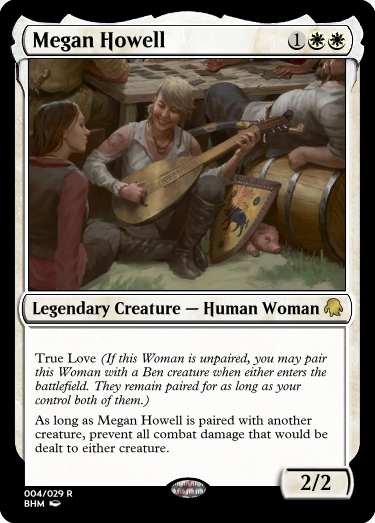 Megan Howell 1
Legendary Creature — Human Woman
True Love (If this Woman is unpaired, you may pair
this Woman with a Ben creature when either enters the
battlefield. They remain paired for as long as your
control both of them.)
As long as Megan Howell is paired with another
creature, prevent all combat damage that would be
dealt to either creature.
2/2
004/029 R
BHM